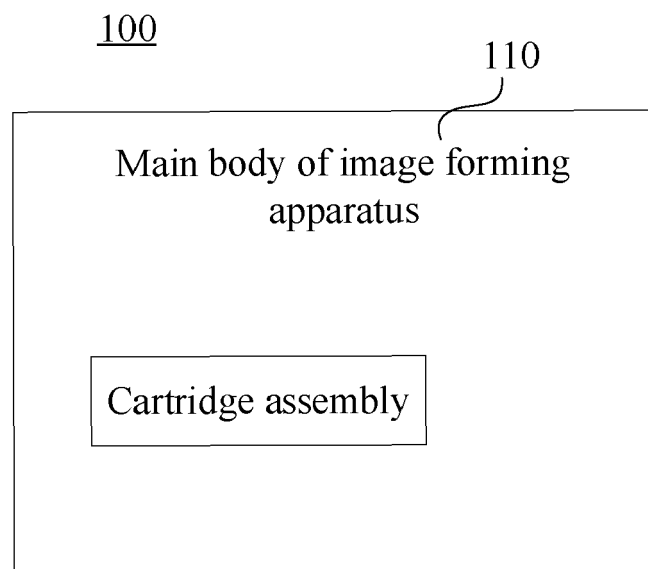 100
110
Main body of image forming
apparatus
Cartridge assembly